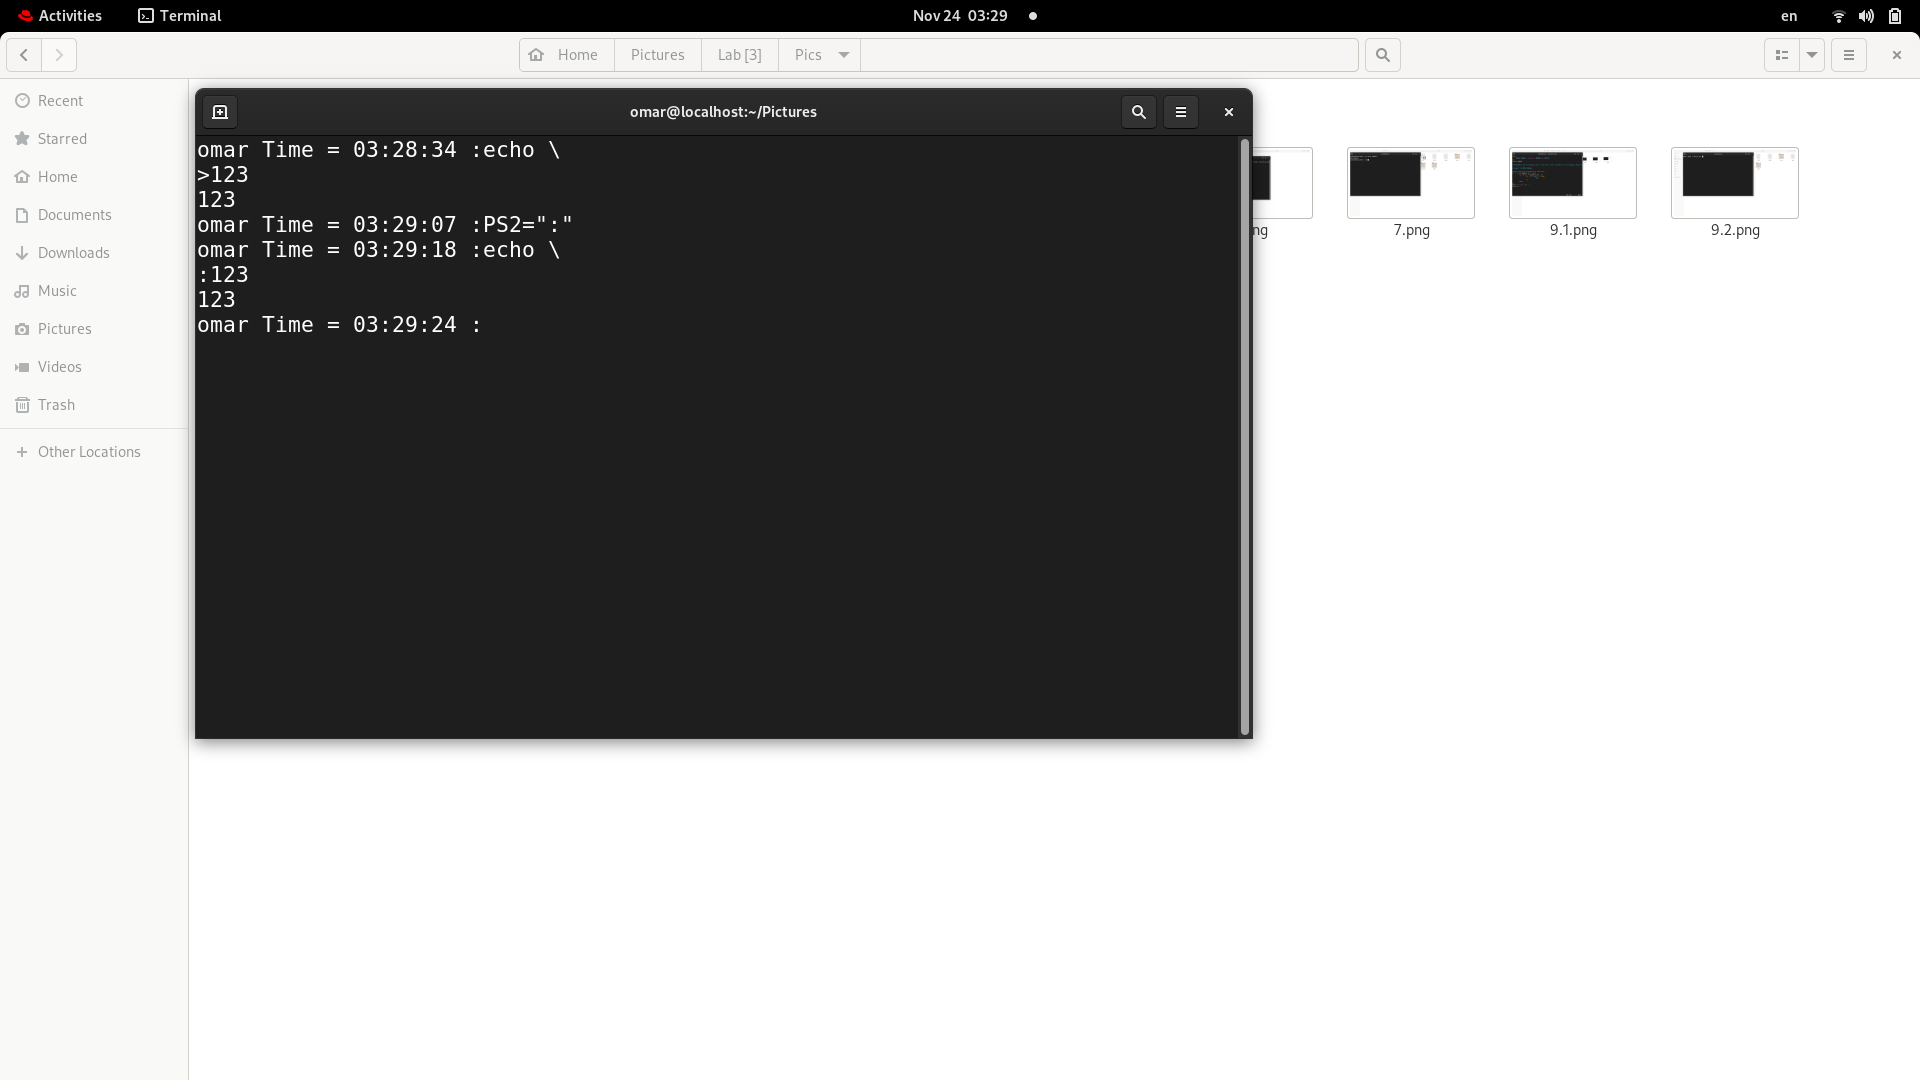 Activities
Terminal
Nov 24 03:29
en
Home
Pictures
Lab [3]
Pics
Recent
Starred
Home
Documents
Downloads
Music
Pictures
Videos
Trash
Other Locations
omar@localhost:~/Pictures
omar Time = 03:28:34 :echo \
>123
123
omar Time = 03:29:07 :PS2=":"
omar Time = 03:29:18 :echo \
:123
123
omar Time = 03:29:24 :
ng
7.png
9.1.png
9.2.png